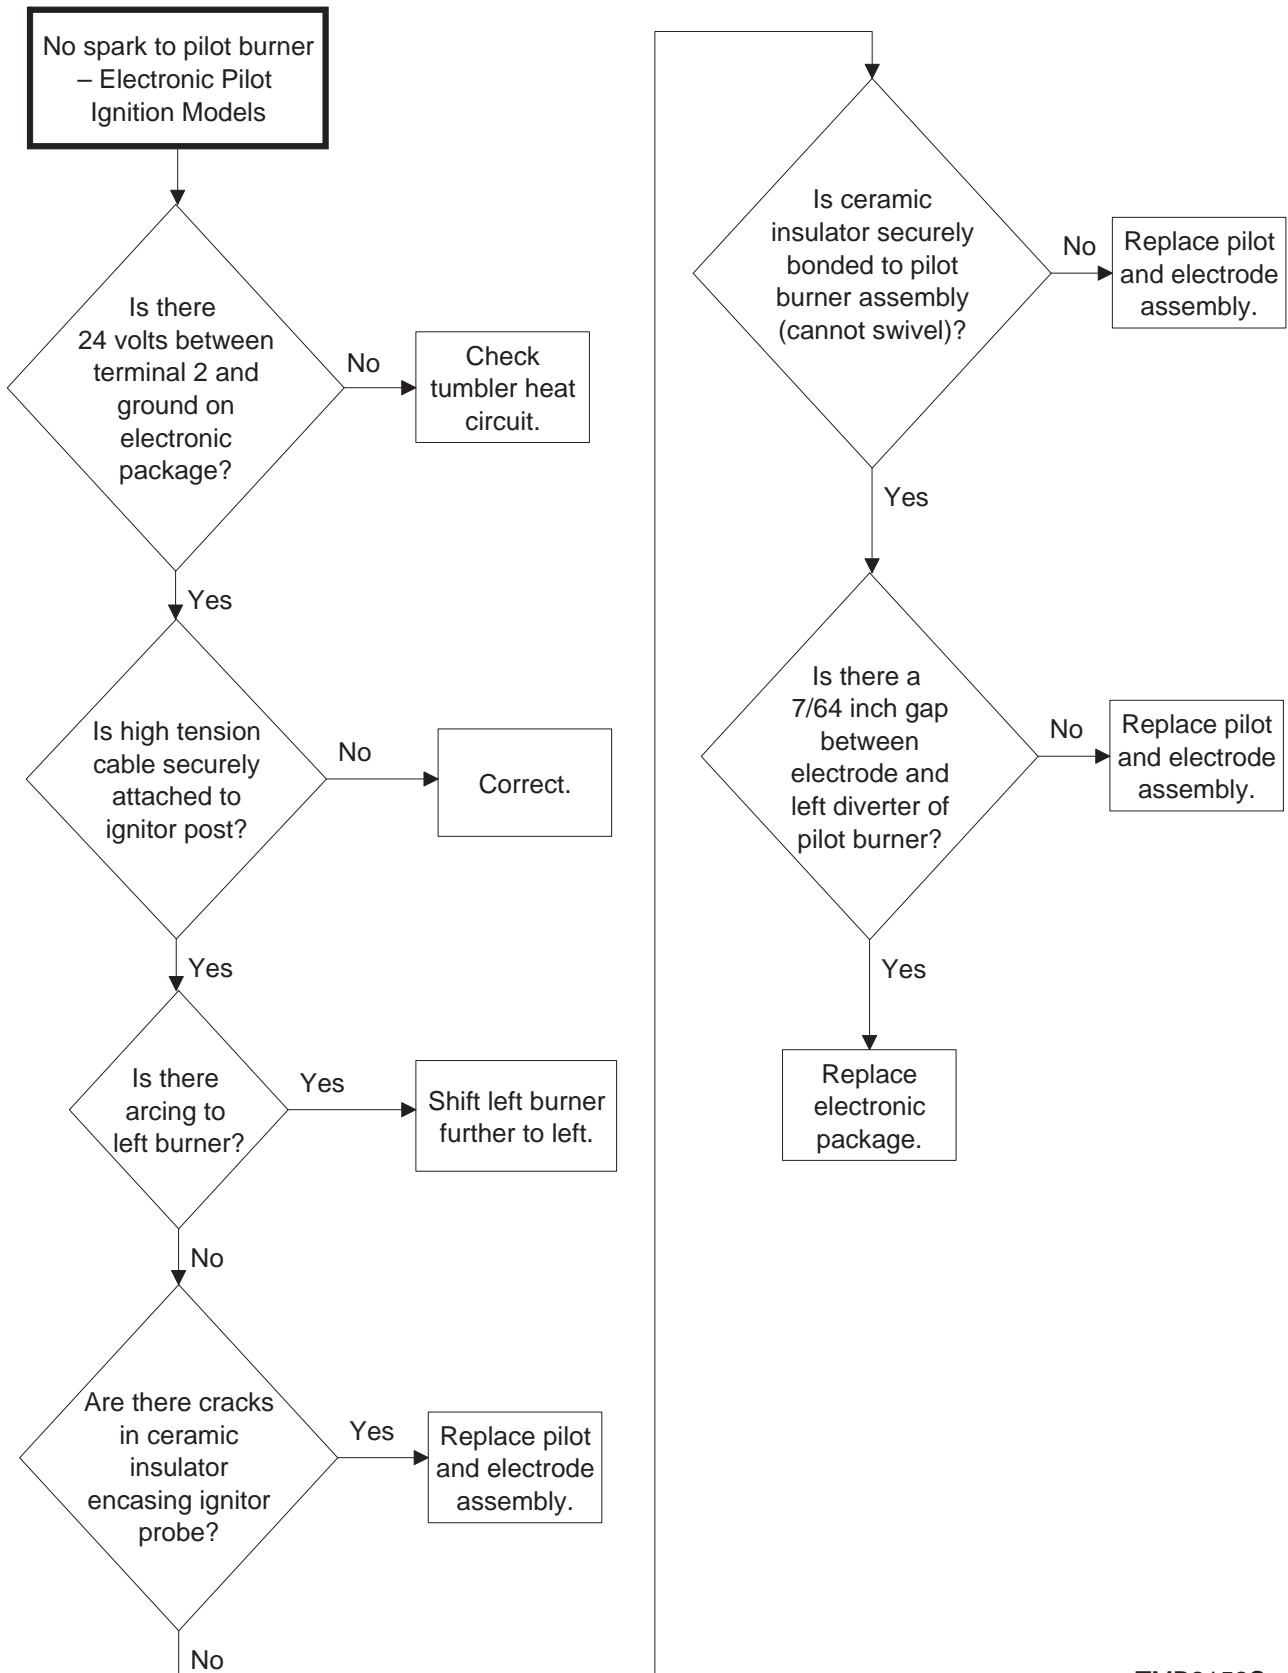 No spark to pilot burner
– Electronic Pilot
Ignition Models
Is there
24 volts between
terminal 2 and
ground on
electronic
package?
No
Check
tumbler heat
circuit.
Yes
Is high tension
cable securely
attached to
ignitor post?
No
Correct.
Yes
Is there
arcing to
left burner?
Yes
Shift left burner
further to left.
No
Are there cracks
in ceramic
insulator
encasing ignitor
probe?
Yes
Replace pilot
and electrode
assembly.
No
Is ceramic
insulator securely
bonded to pilot
burner assembly
(cannot swivel)?
No
Replace pilot
and electrode
assembly.
Yes
Is there a
7/64 inch gap
between
electrode and
left diverter of
pilot burner?
No
Replace pilot
and electrode
assembly.
Yes
Replace
electronic
package.